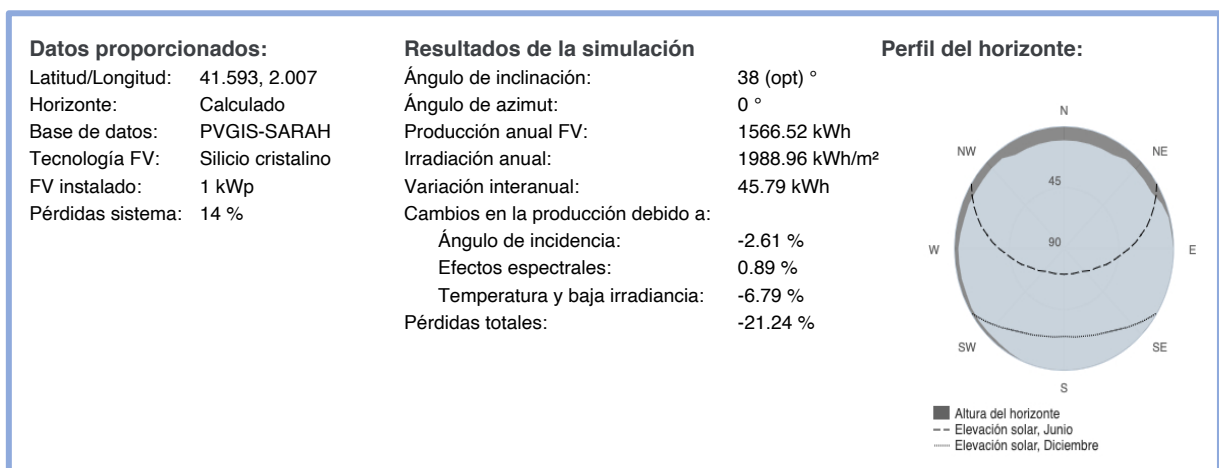 Datos proporcionados:
Latitud/Longitud: 41.593, 2.007
Horizonte: Calculado
Base de datos: PVGIS-SARAH
Tecnología FV: Silicio cristalino
FV instalado: 1 kWp
Pérdidas sistema: 14 %
Resultados de la simulación
Ángulo de inclinación: 38 (opt) °
Ángulo de azimut: 0 °
Producción anual FV: 1566.52 kWh
Irradiación anual: 1988.96 kWh/m²
Variación interanual: 45.79 kWh
Cambios en la producción debido a:
Ángulo de incidencia: -2.61 %
Efectos espectrales: 0.89 %
Temperatura y baja irradiancia: -6.79 %
Pérdidas totales: -21.24 %
Perfil del horizonte:
N
NW NE
45
W 90 E
SW SE
S
Altura del horizonte
Elevación solar, Junio
Elevación solar, Diciembre